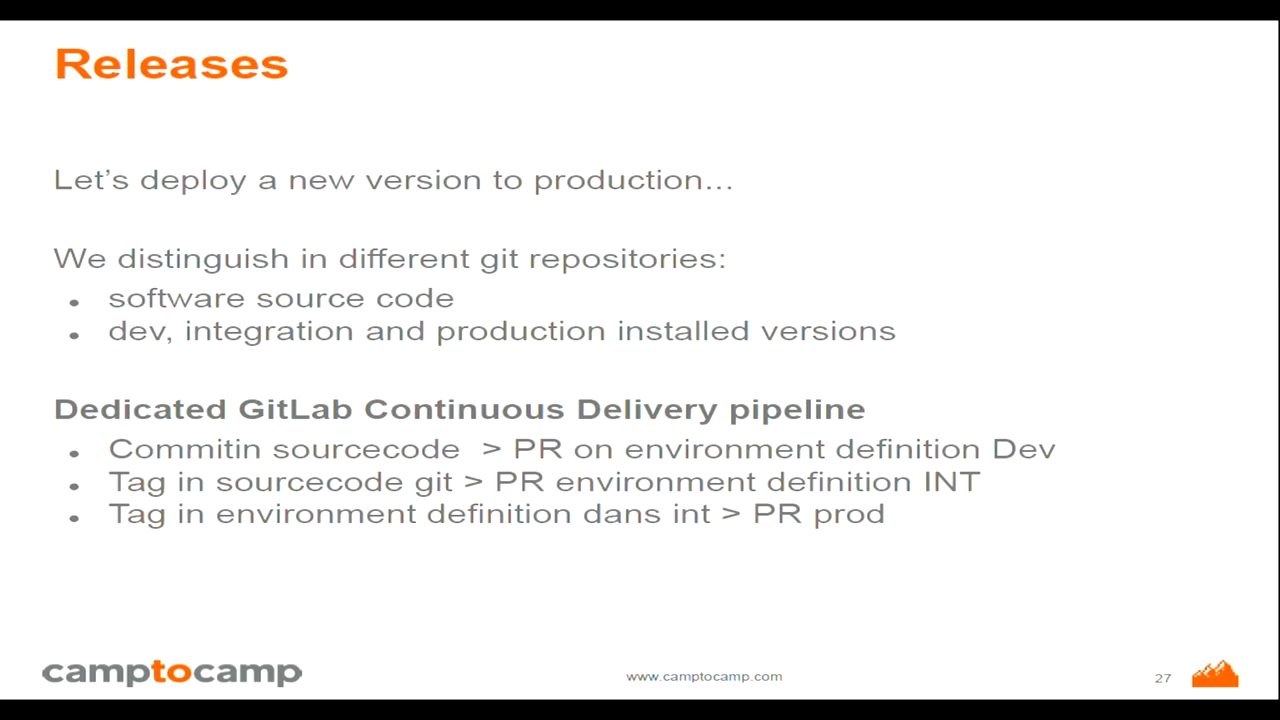 Releases
Let's deploy a new version to production...
We distinguish in different git repositories:
• software source code
• dev, integration and production installed versions
Dedicated GitLab Continuous Delivery pipeline
• Commitin sourcecode > PR on environment definition Dev
• Tag in sourcecode git > PR environment definition INT
• Tag in environment definition dans int > PR prod
camptocamp
www.camptocamp.com
27